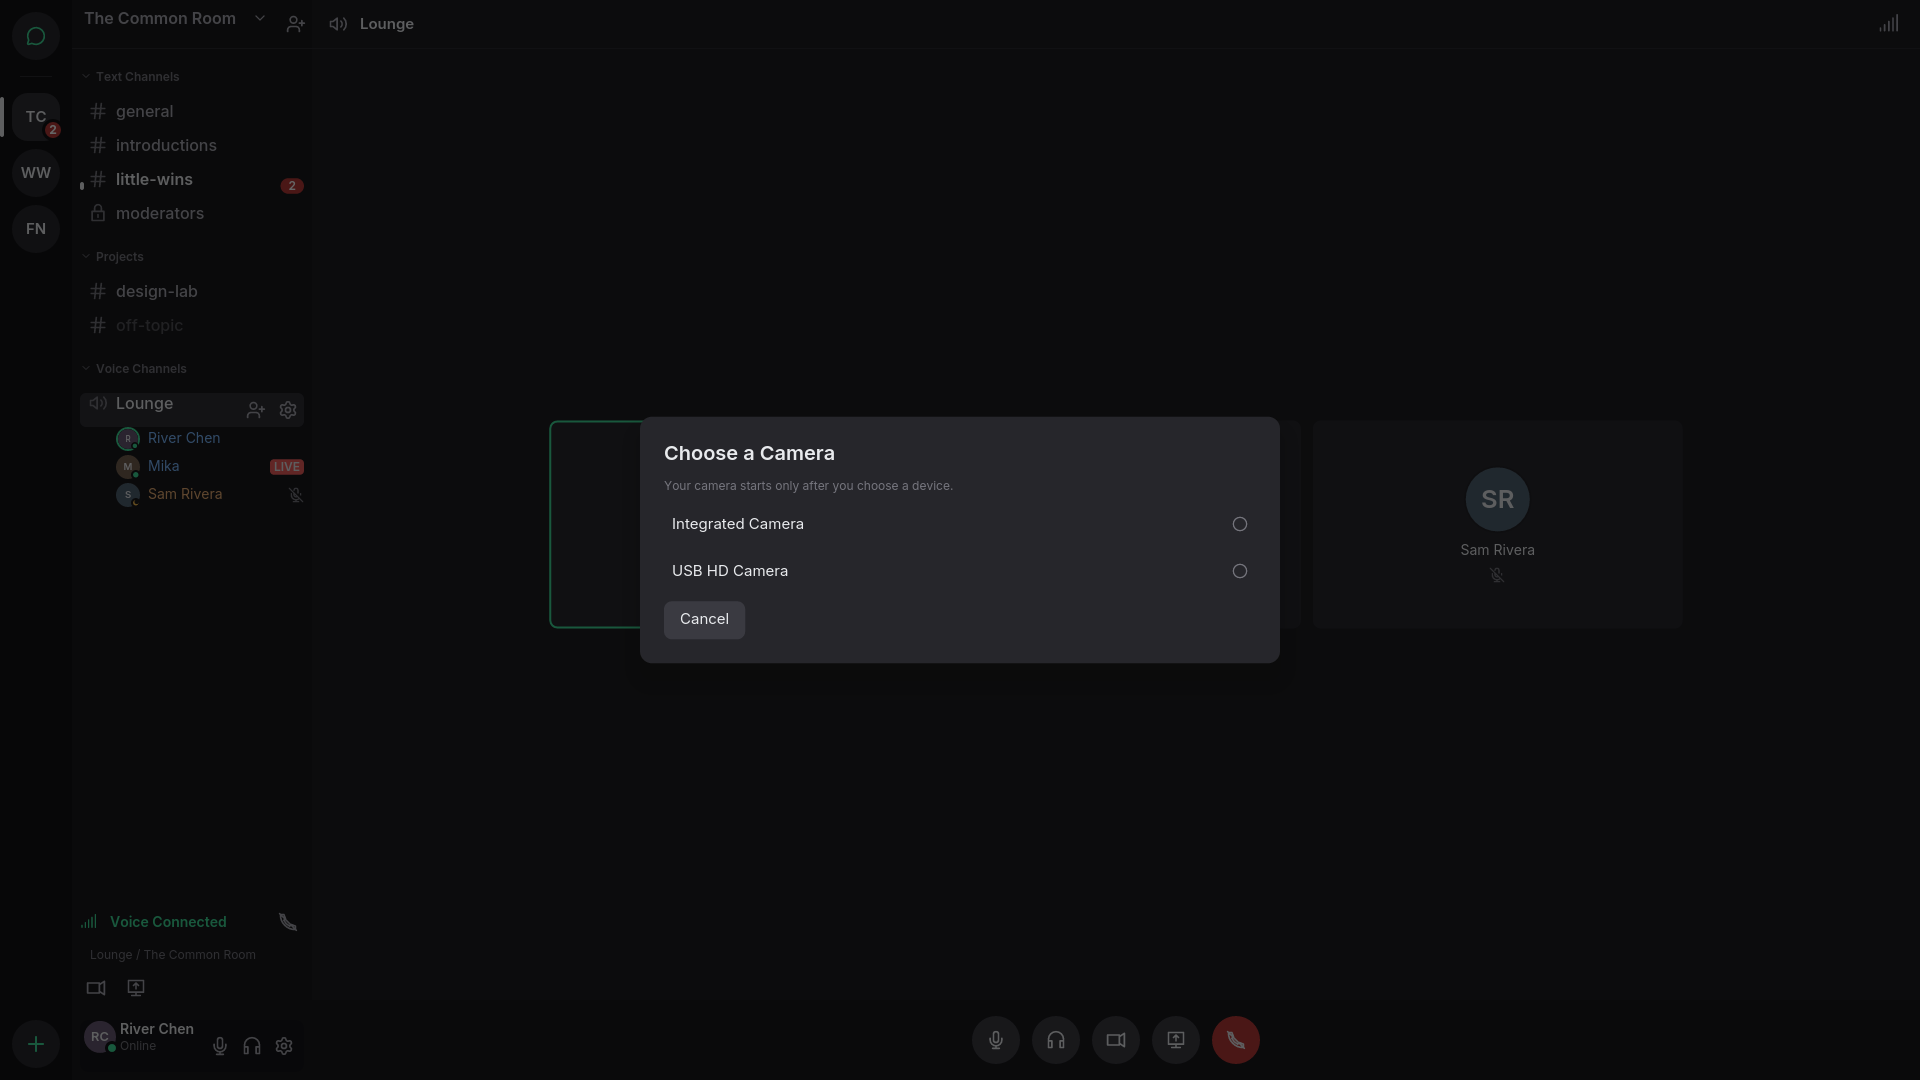 The Common Room
Lounge
Text Channels
TC
2
general
introductions
WW
little-wins
2
moderators
FN
Projects
design-lab
off-topic
Voice Channels
Lounge
R
River Chen
M
Mika
LIVE
S
Sam Rivera
Choose a Camera
Your camera starts only after you choose a device.
Integrated Camera
USB HD Camera
Cancel
SR
Sam Rivera
Voice Connected
Lounge / The Common Room
RC
River Chen
Online